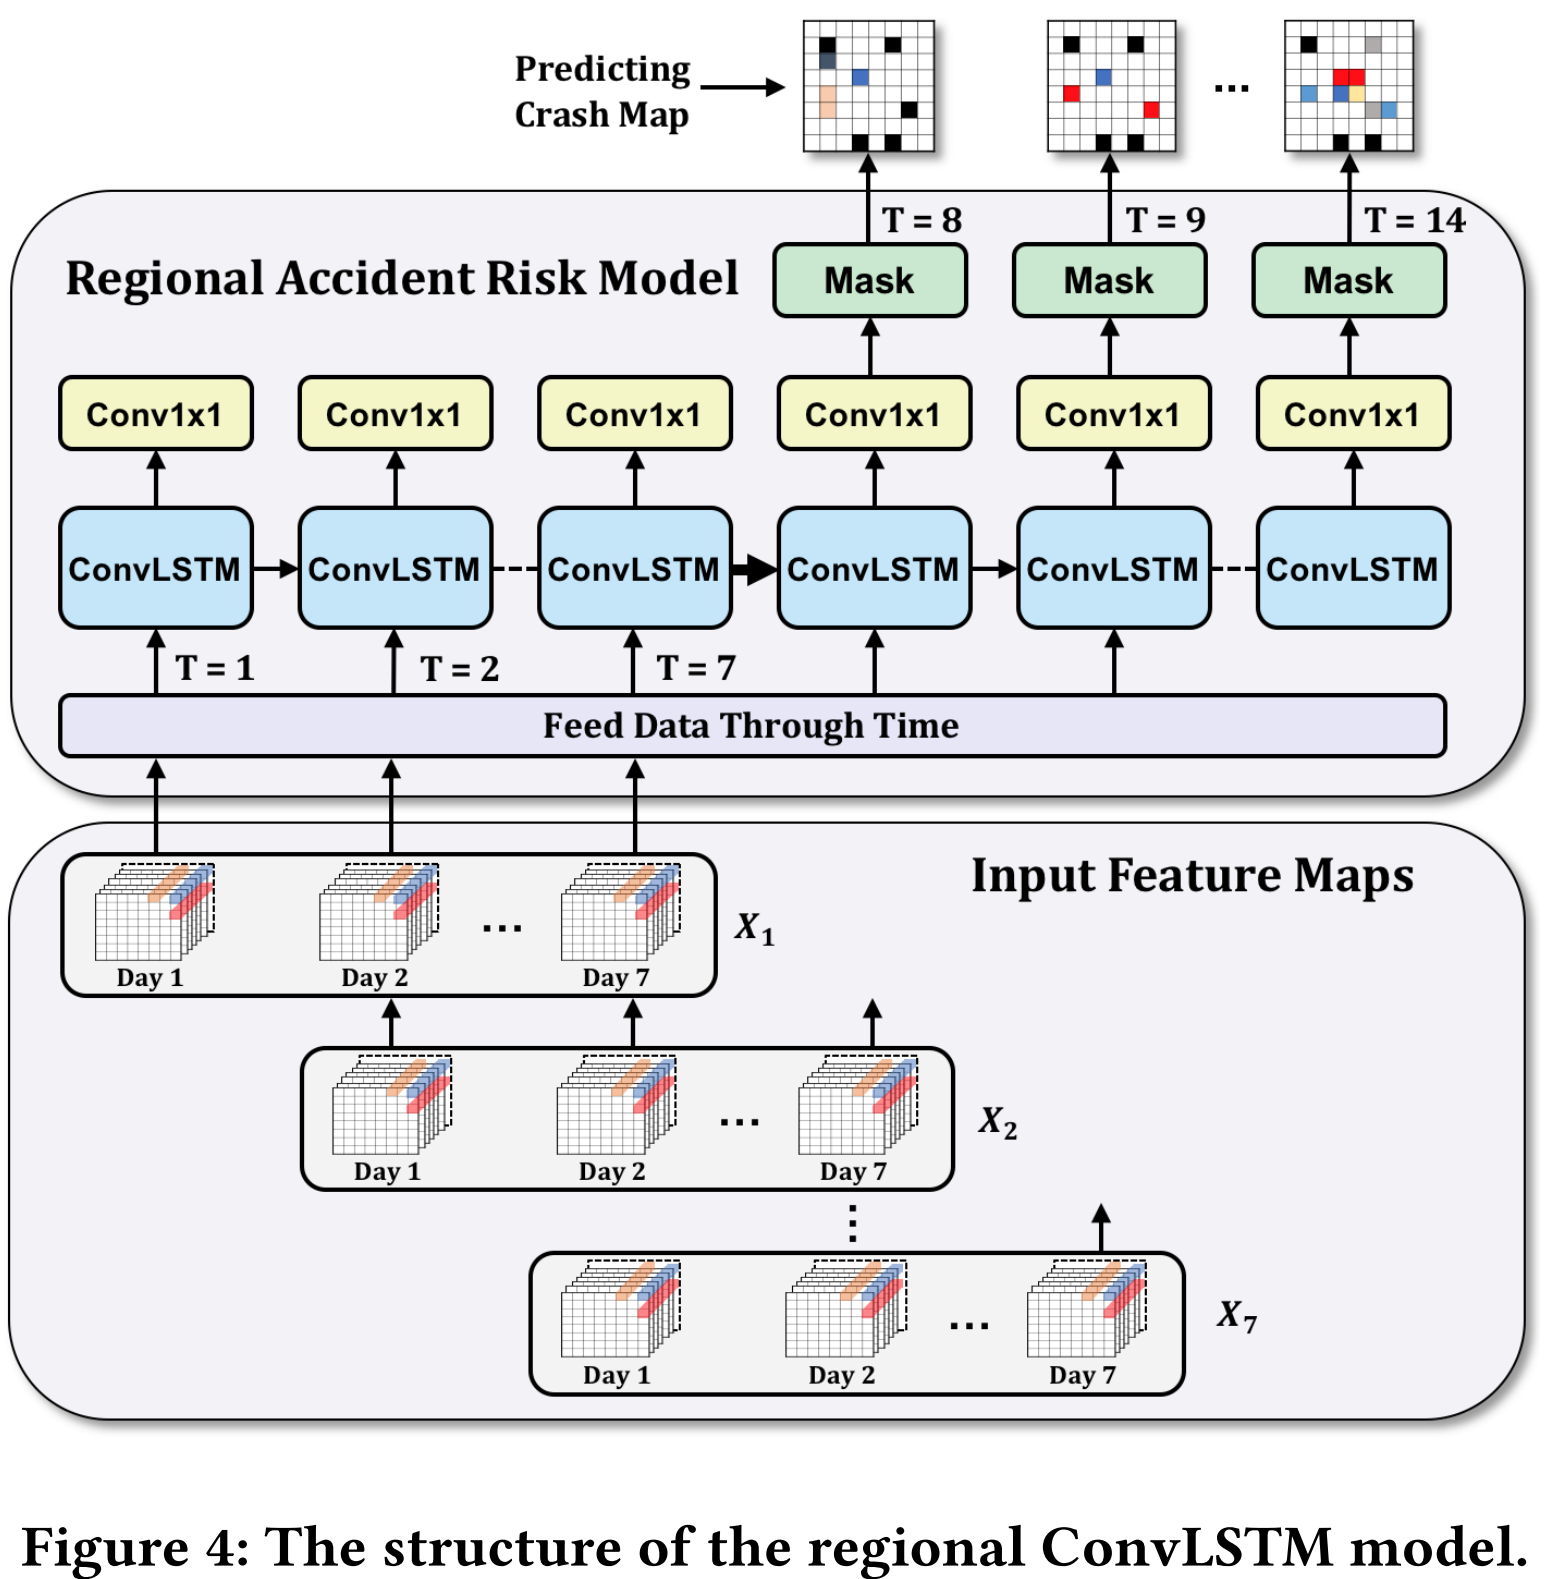 Predicting
Crash Map
...
T = 8
T = 9
T = 14
Regional Accident Risk Model
Mask
Mask
Mask
Conv1x1
Conv1x1
Conv1x1
Conv1x1
Conv1x1
Conv1x1
ConvLSTM
ConvLSTM
ConvLSTM
ConvLSTM
ConvLSTM
ConvLSTM
T = 1
T = 2
T = 7
Feed Data Through Time
Input Feature Maps
...
X₁
Day 1
Day 2
Day 7
...
X₂
Day 1
Day 2
Day 7
...
X₇
Day 1
Day 2
Day 7
Figure 4: The structure of the regional ConvLSTM model.